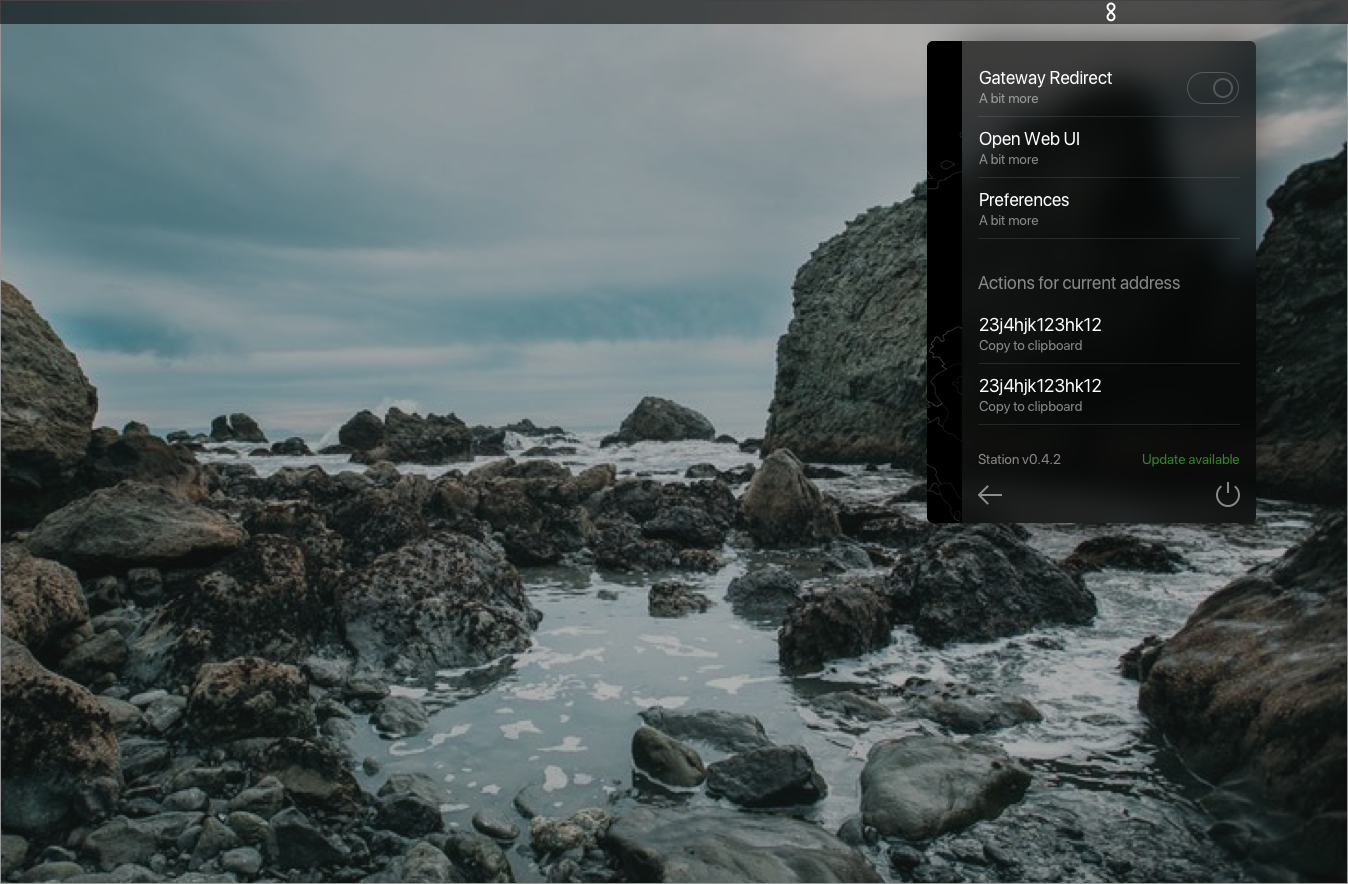 Gateway Redirect
A bit more
Open Web UI
A bit more
Preferences
A bit more
Actions for current address
23j4hjk123hk12
Copy to clipboard
23j4hjk123hk12
Copy to clipboard
Station v0.4.2 Update available